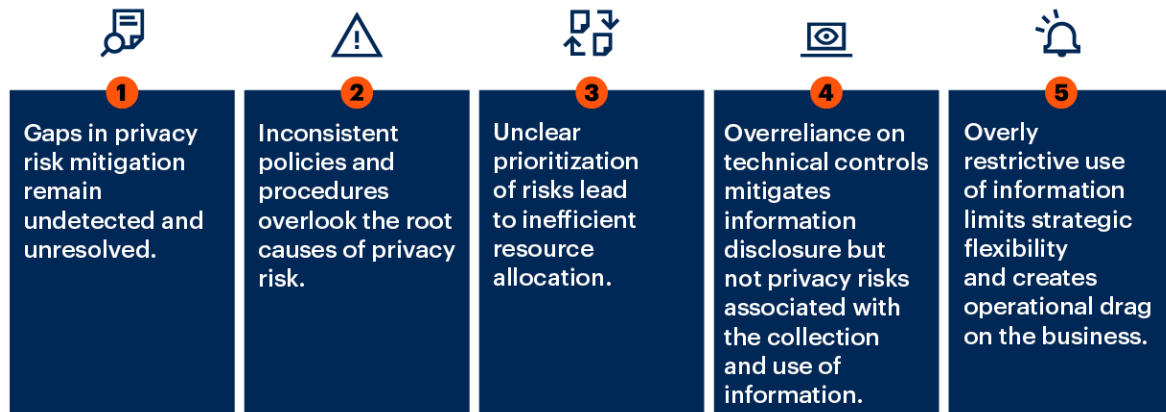 1
Gaps in privacy
risk mitigation
remain
undetected and
unresolved.
2
Inconsistent
policies and
procedures
overlook the root
causes of privacy
risk.
3
Unclear
prioritization
of risks lead
to inefficient
resource
allocation.
4
Overreliance on
technical controls
mitigates
information
disclosure but
not privacy risks
associated with
the collection
and use of
information.
5
Overly
restrictive use
of information
limits strategic
flexibility
and creates
operational drag
on the business.